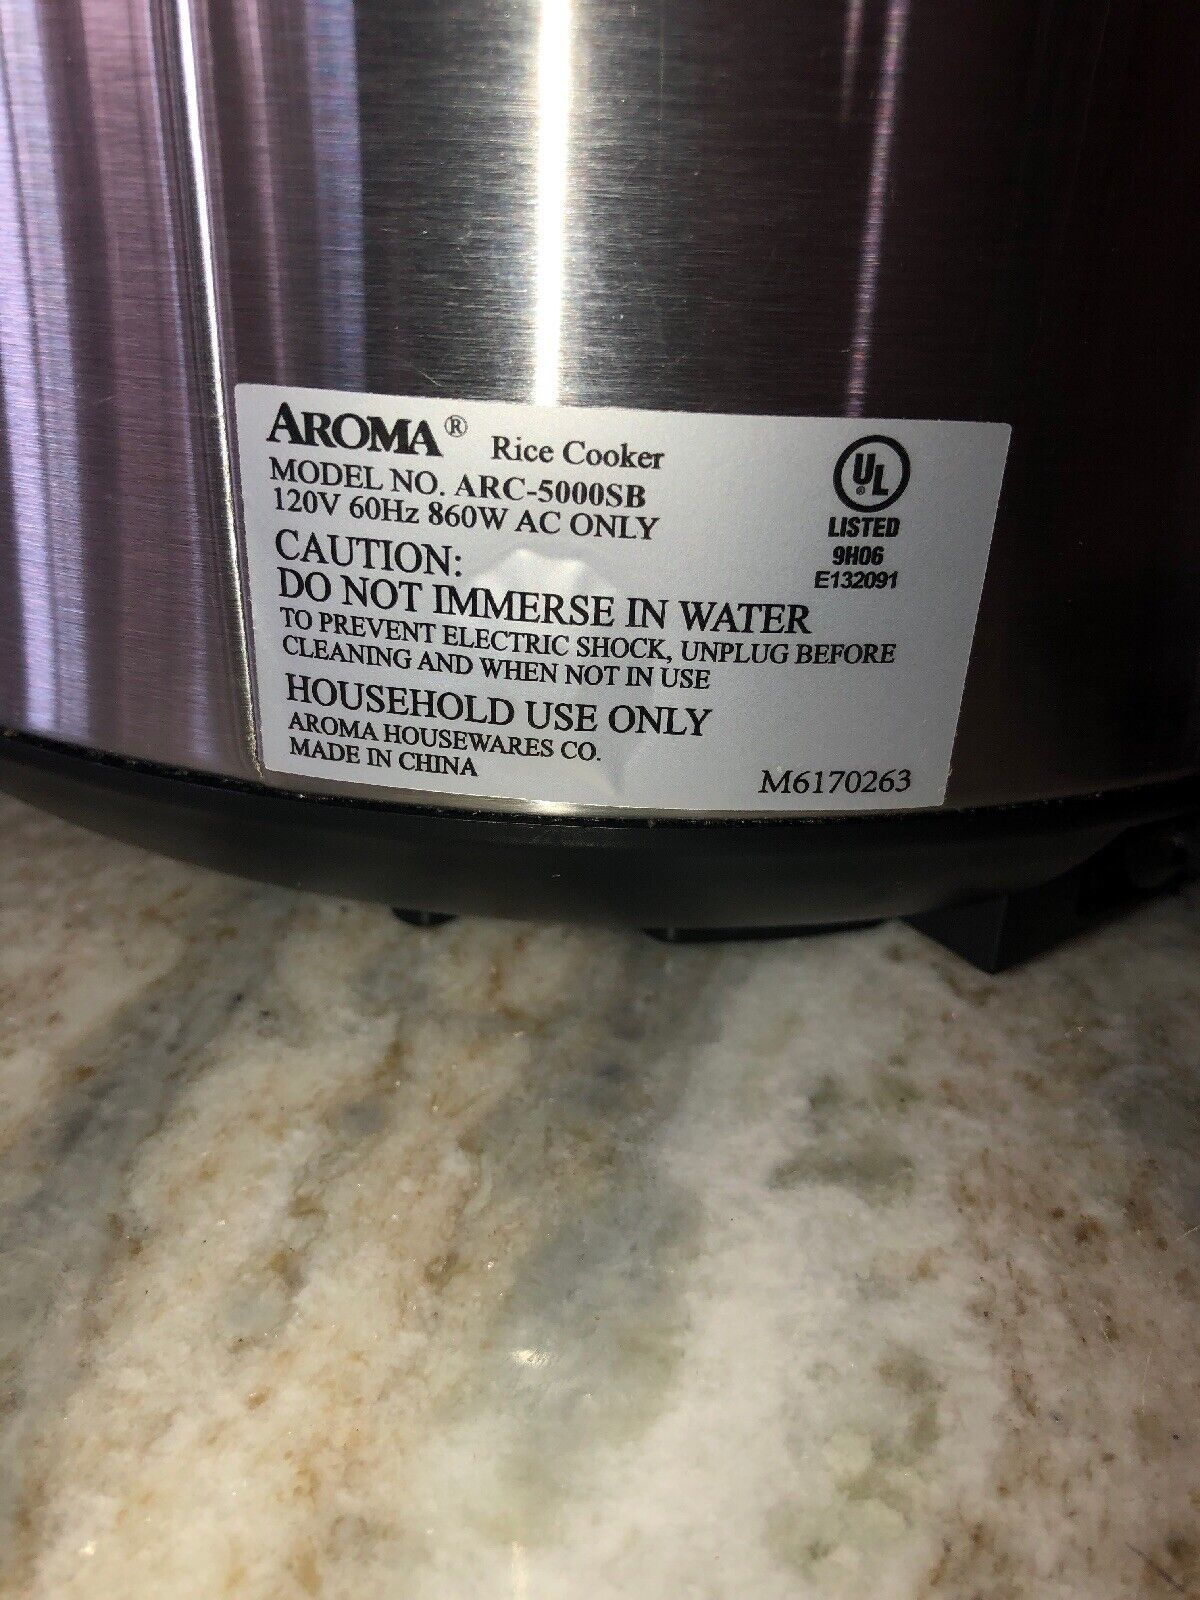 AROMA® Rice Cooker
MODEL NO. ARC-5000SB
120V 60Hz 860W AC ONLY
CAUTION:
DO NOT IMMERSE IN WATER
TO PREVENT ELECTRIC SHOCK, UNPLUG BEFORE
CLEANING AND WHEN NOT IN USE
HOUSEHOLD USE ONLY
AROMA HOUSEWARES CO.
MADE IN CHINA
UL
®
LISTED
9H06
E132091
M6170263